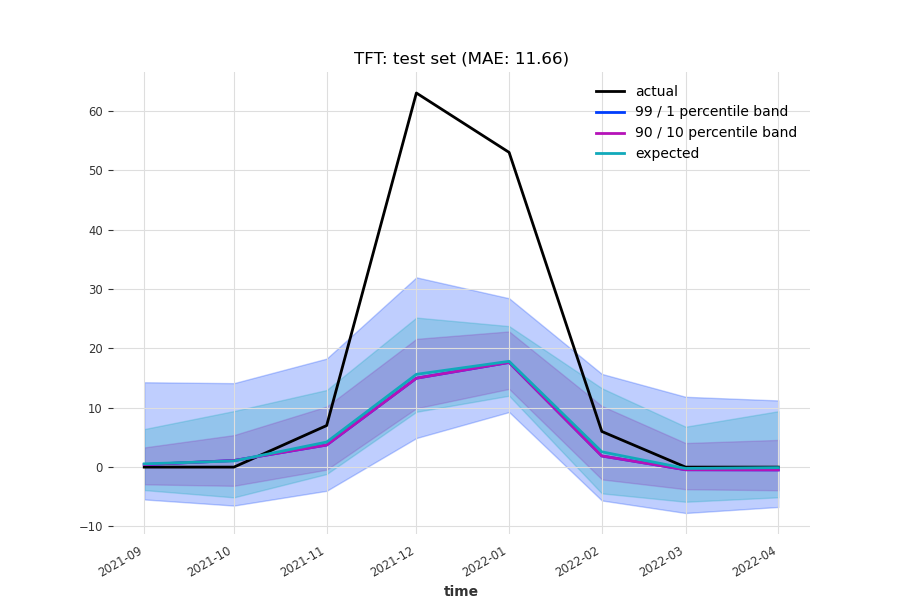 TFT: test set (MAE: 11.66)
actual
99 / 1 percentile band
90 / 10 percentile band
expected
60
50
40
30
20
10
0
−10
2021-09
2021-10
2021-11
2021-12
2022-01
2022-02
2022-03
2022-04
time